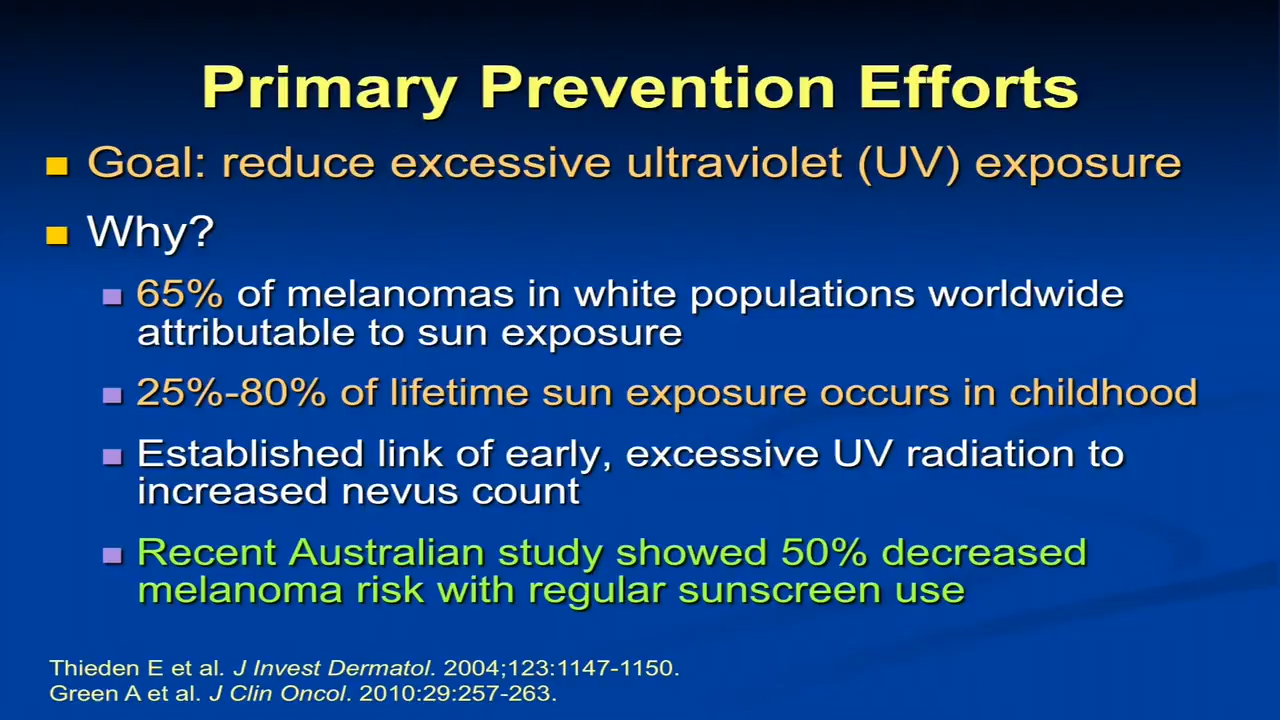 Primary Prevention Efforts
Goal: reduce excessive ultraviolet (UV) exposure
Why?
65% of melanomas in white populations worldwide
attributable to sun exposure
25%-80% of lifetime sun exposure occurs in childhood
Established link of early, excessive UV radiation to
increased nevus count
Recent Australian study showed 50% decreased
melanoma risk with regular sunscreen use
Thieden E et al. J Invest Dermatol. 2004;123:1147-1150.
Green A et al. J Clin Oncol. 2010:29:257-263.